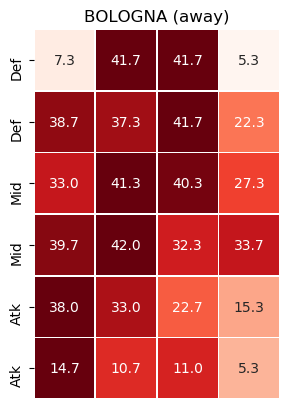 BOLOGNA (away)
Def 7.3 41.7 41.7 5.3
Def 38.7 37.3 41.7 22.3
Mid 33.0 41.3 40.3 27.3
Mid 39.7 42.0 32.3 33.7
Atk 38.0 33.0 22.7 15.3
Atk 14.7 10.7 11.0 5.3